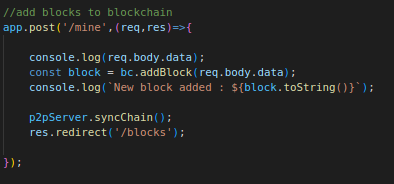 //add blocks to blockchain
app.post('/mine',(req,res)=>{
console.log(req.body.data);
const block = bc.addBlock(req.body.data);
console.log(`New block added : ${block.toString()}`);
p2pServer.syncChain();
res.redirect('/blocks');
});